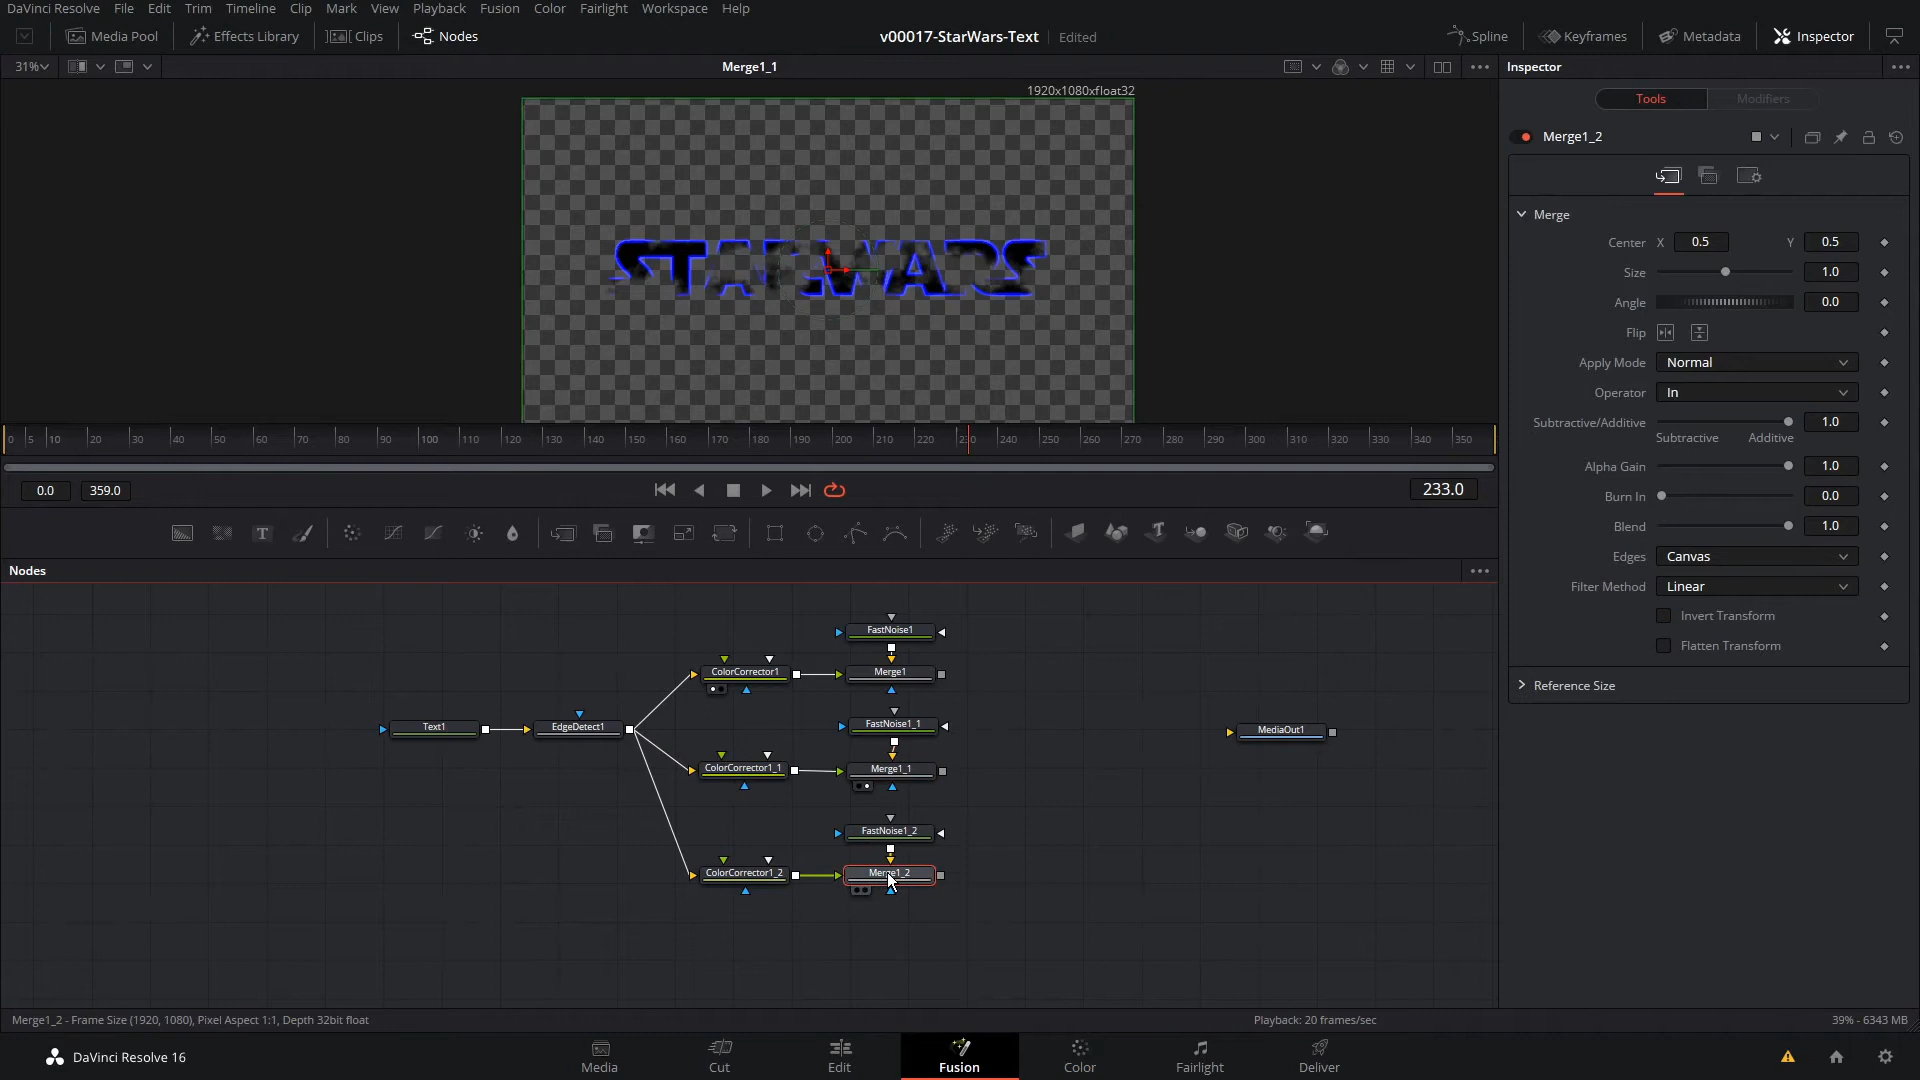 DaVinci Resolve File Edit Trim Timeline Clip Mark View Playback Fusion Color Fairlight Workspace Help
Media Pool Effects Library Clips Nodes v00017-StarWars-Text Edited Spline Keyframes Metadata Inspector
31% Merge1_1 Inspector
1920x1080xfloat32
Tools Modifiers
Merge1_2
STARWARS
Merge
Center X 0.5 Y 0.5
Size 1.0
Angle 0.0
Flip
Apply Mode Normal
Operator In
Subtractive/Additive 1.0
Subtractive Additive
0 5 10 20 30 40 50 60 70 80 90 100 110 120 130 140 150 160 170 180 190 200 210 220 230 240 250 260 270 280 290 300 310 320 330 340 350
Alpha Gain 1.0
0.0 359.0 233.0
Burn In 0.0
Blend 1.0
Edges Canvas
Nodes
Filter Method Linear
Invert Transform
Flatten Transform
Reference Size
FastNoise1
ColorCorrector1 Merge1
Text1 EdgeDetect1 FastNoise1_1 MediaOut1
ColorCorrector1_1 Merge1_1
FastNoise1_2
ColorCorrector1_2 Merge1_2
Merge1_2 - Frame Size (1920, 1080), Pixel Aspect 1:1, Depth 32bit float Playback: 20 frames/sec 39% - 6343 MB
DaVinci Resolve 16 Media Cut Edit Fusion Color Fairlight Deliver